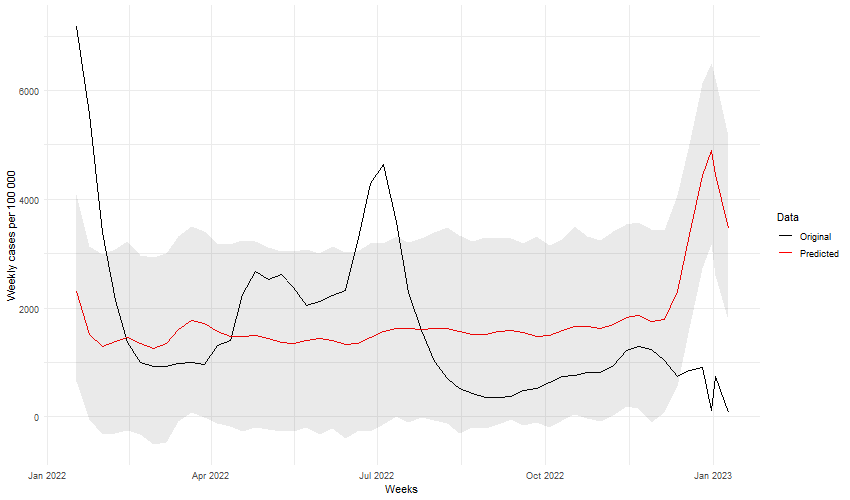 Weekly cases per 100 000
6000
4000
2000
0
Jan 2022
Apr 2022
Jul 2022
Oct 2022
Jan 2023
Weeks
Data
Original
Predicted